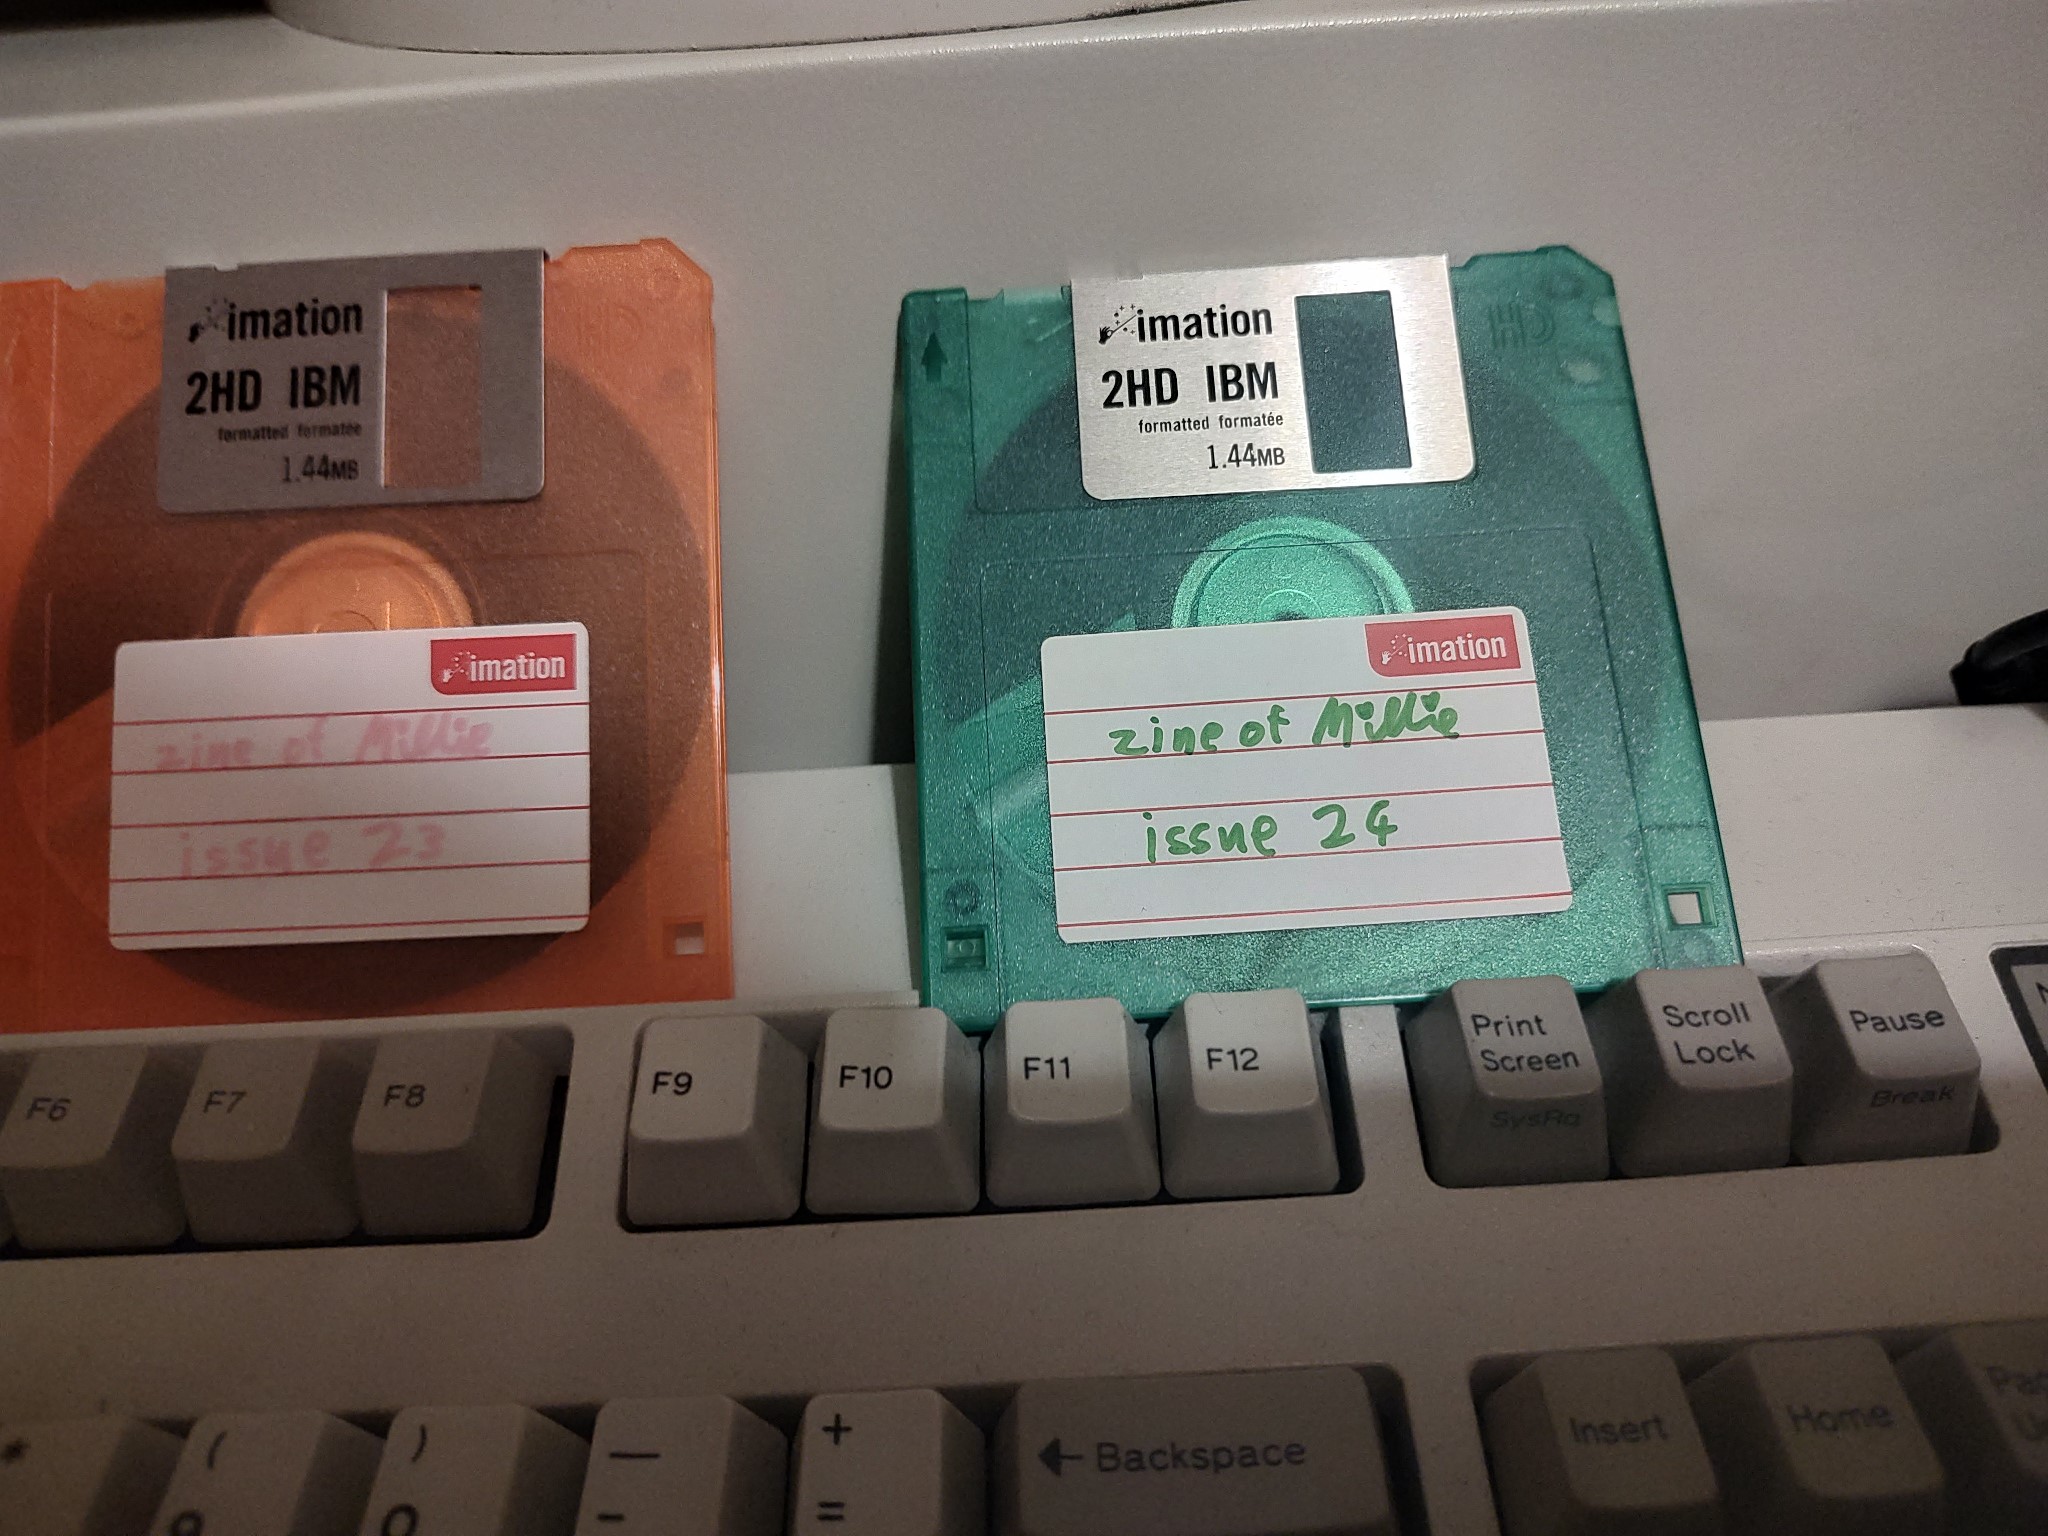 imation
2HD IBM
formatted formatée
1.44MB
imation
zine of Millie
issue 23
HD
imation
2HD IBM
formatted formatée
1.44MB
HD
imation
zine of Millie
issue 24
F6
F7
F8
F9
F10
F11
F12
Print
Screen
SysRq
Scroll
Lock
Pause
Break
*
(
9
)
0
—
-
+
=
← Backspace
Insert
Home